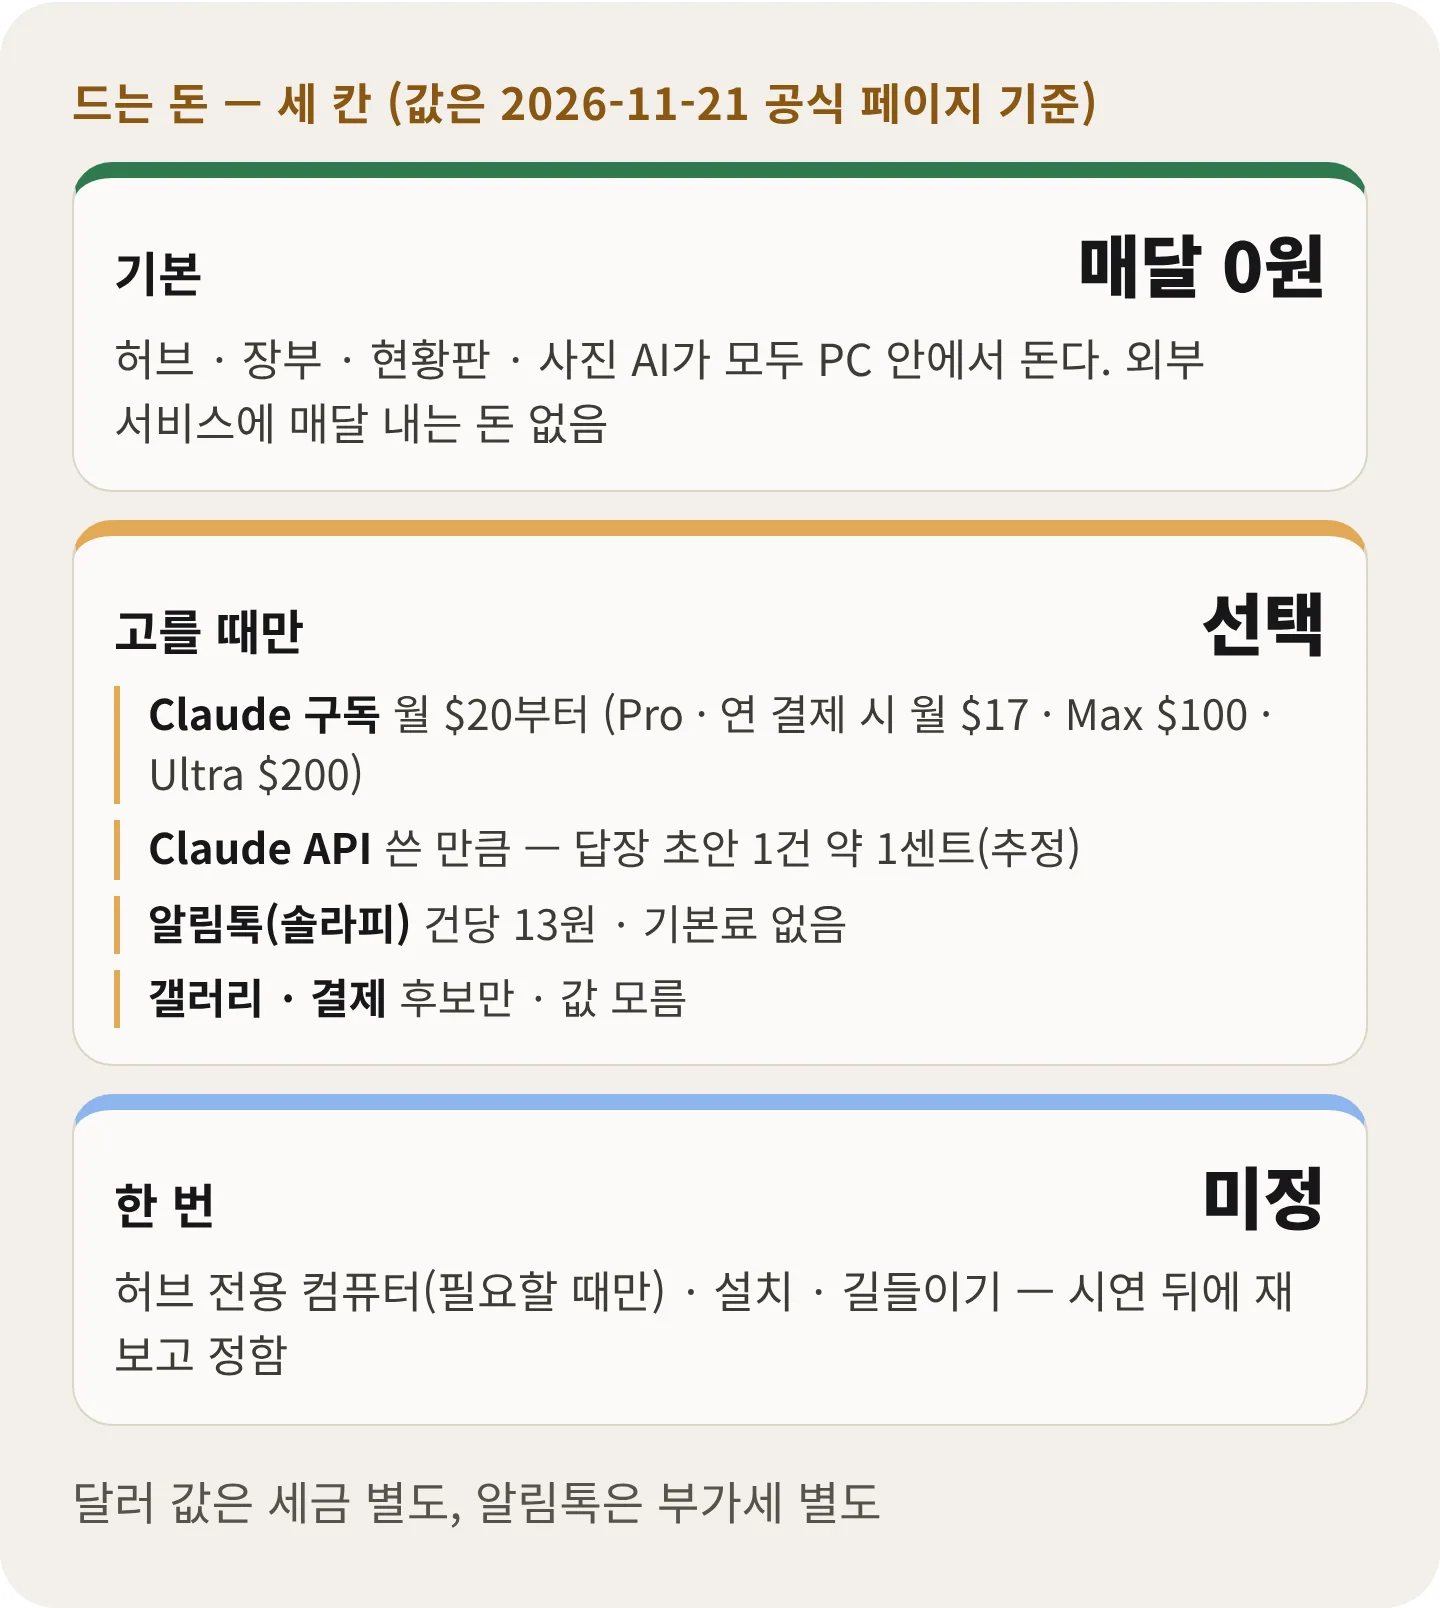 드는 돈 — 세 칸 (값은 2026-11-21 공식 페이지 기준)
기본
매달 0원
허브 · 장부 · 현황판 · 사진 AI가 모두 PC 안에서 돈다. 외부
서비스에 매달 내는 돈 없음
고를 때만
선택
Claude 구독 월 $20부터 (Pro · 연 결제 시 월 $17 · Max $100 ·
Ultra $200)
Claude API 쓴 만큼 — 답장 초안 1건 약 1센트(추정)
알림톡(솔라피) 건당 13원 · 기본료 없음
갤러리 · 결제 후보만 · 값 모름
한 번
미정
허브 전용 컴퓨터(필요할 때만) · 설치 · 길들이기 — 시연 뒤에 재
보고 정함
달러 값은 세금 별도, 알림톡은 부가세 별도